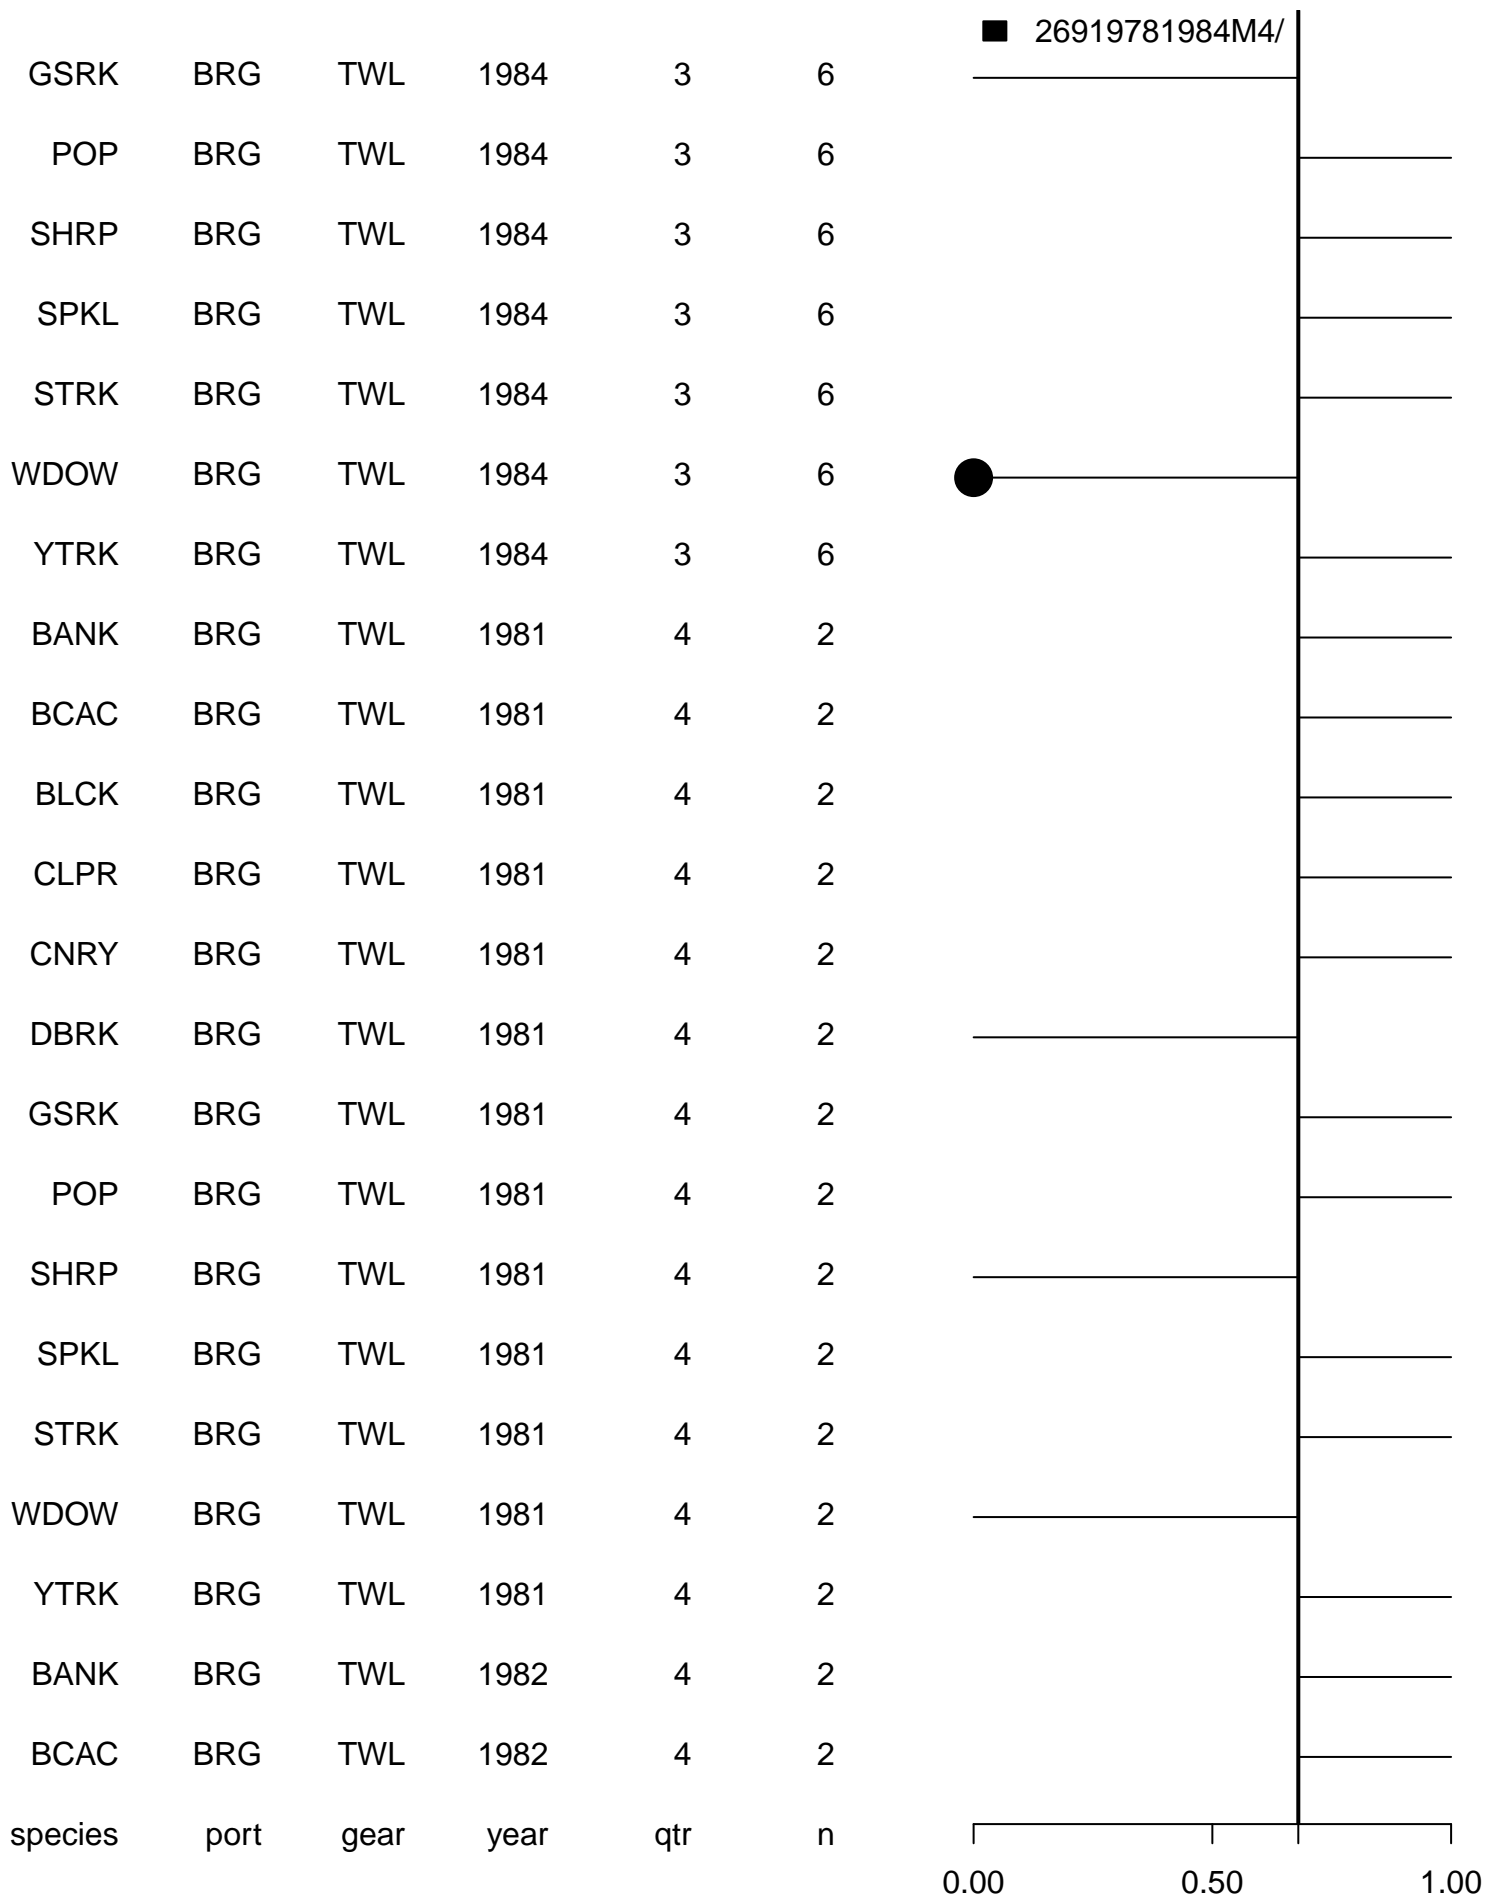 26919781984M4/
GSRK BRG TWL 1984 3 6
POP BRG TWL 1984 3 6
SHRP BRG TWL 1984 3 6
SPKL BRG TWL 1984 3 6
STRK BRG TWL 1984 3 6
WDOW BRG TWL 1984 3 6
YTRK BRG TWL 1984 3 6
BANK BRG TWL 1981 4 2
BCAC BRG TWL 1981 4 2
BLCK BRG TWL 1981 4 2
CLPR BRG TWL 1981 4 2
CNRY BRG TWL 1981 4 2
DBRK BRG TWL 1981 4 2
GSRK BRG TWL 1981 4 2
POP BRG TWL 1981 4 2
SHRP BRG TWL 1981 4 2
SPKL BRG TWL 1981 4 2
STRK BRG TWL 1981 4 2
WDOW BRG TWL 1981 4 2
YTRK BRG TWL 1981 4 2
BANK BRG TWL 1982 4 2
BCAC BRG TWL 1982 4 2
species port gear year qtr n
0.00 0.50 1.00